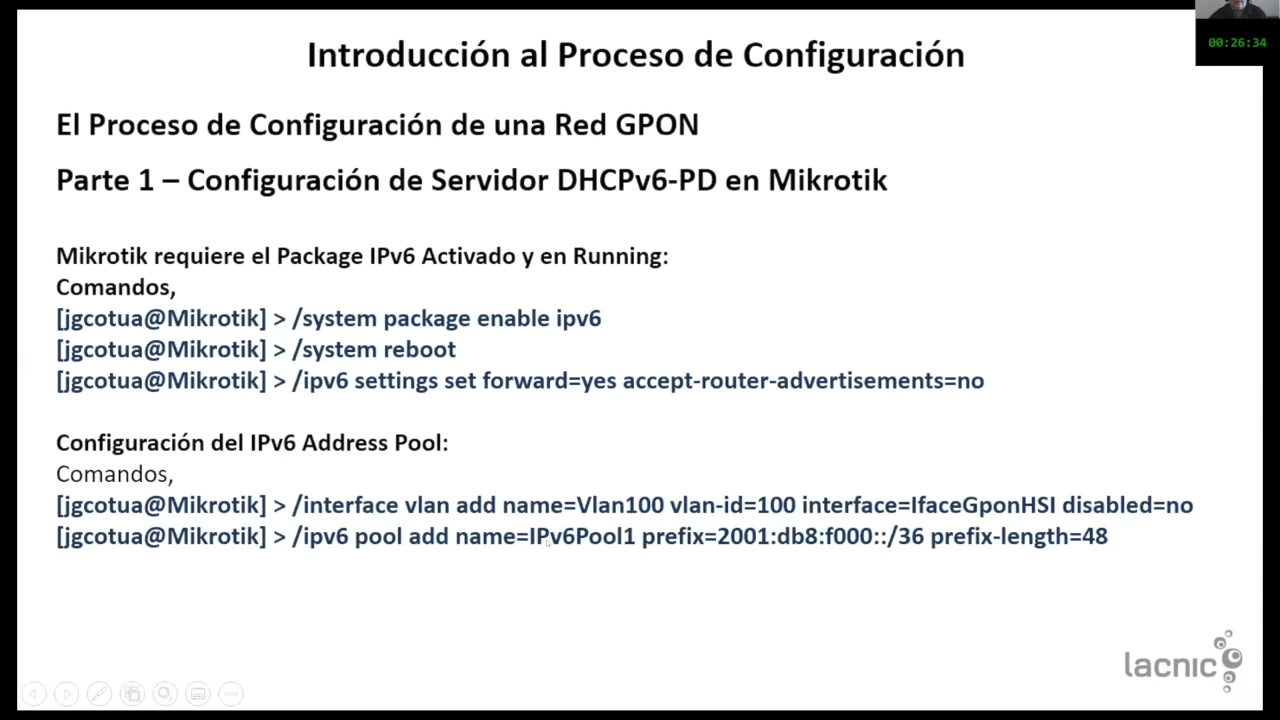 00:26:34
Introducción al Proceso de Configuración
El Proceso de Configuración de una Red GPON
Parte 1 – Configuración de Servidor DHCPv6-PD en Mikrotik
Mikrotik requiere el Package IPv6 Activado y en Running:
Comandos,
[jgcotua@Mikrotik] > /system package enable ipv6
[jgcotua@Mikrotik] > /system reboot
[jgcotua@Mikrotik] > /ipv6 settings set forward=yes accept-router-advertisements=no
Configuración del IPv6 Address Pool:
Comandos,
[jgcotua@Mikrotik] > /interface vlan add name=Vlan100 vlan-id=100 interface=IfaceGponHSI disabled=no
[jgcotua@Mikrotik] > /ipv6 pool add name=IPv6Pool1 prefix=2001:db8:f000::/36 prefix-length=48
lacnic